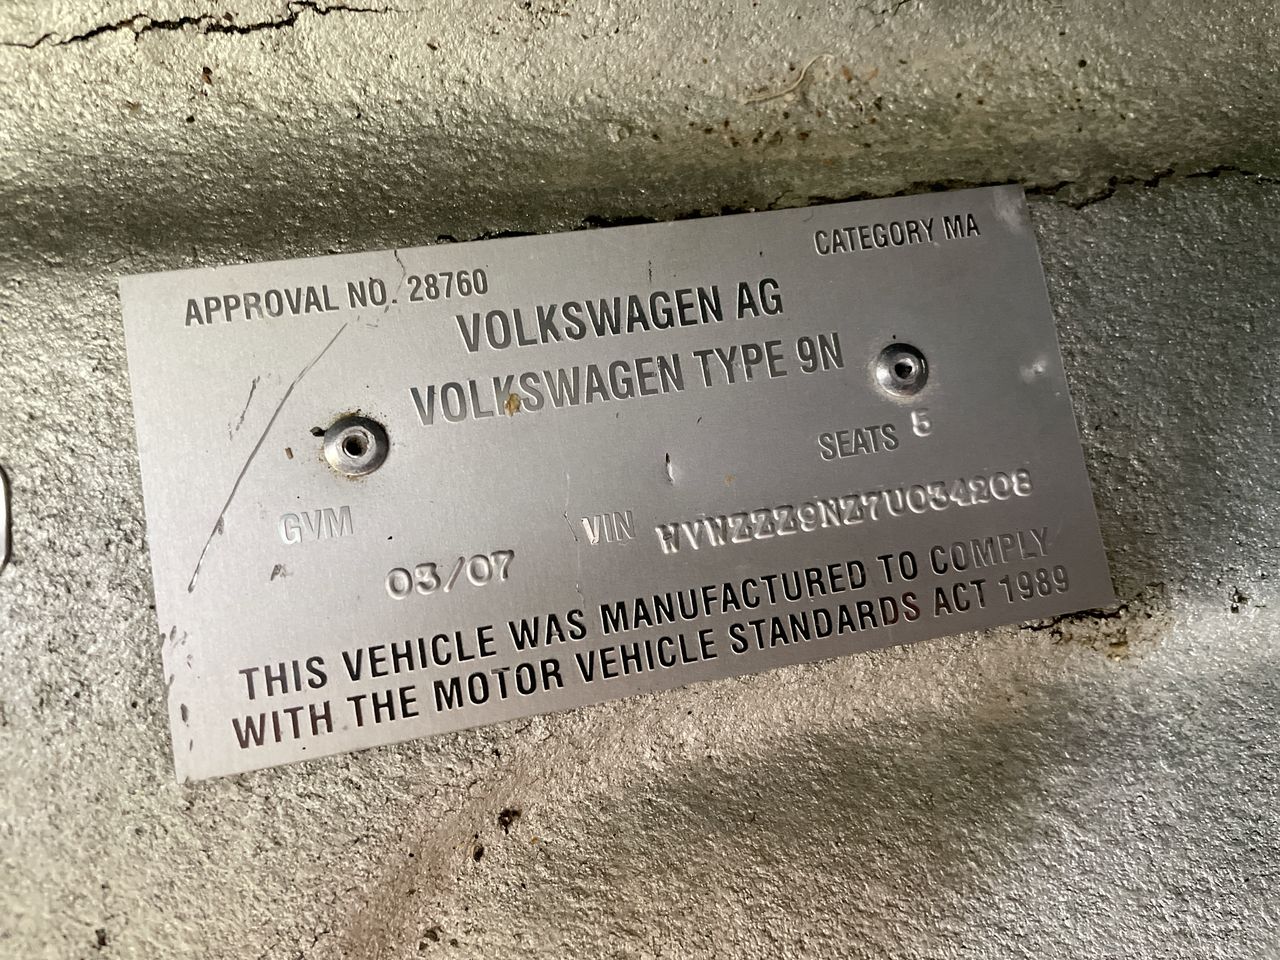 APPROVAL NO. 28760 CATEGORY MA
VOLKSWAGEN AG
VOLKSWAGEN TYPE 9N
SEATS 5
GVM VIN WVWZZZ9NZ7U034208
03/07
THIS VEHICLE WAS MANUFACTURED TO COMPLY
WITH THE MOTOR VEHICLE STANDARDS ACT 1989